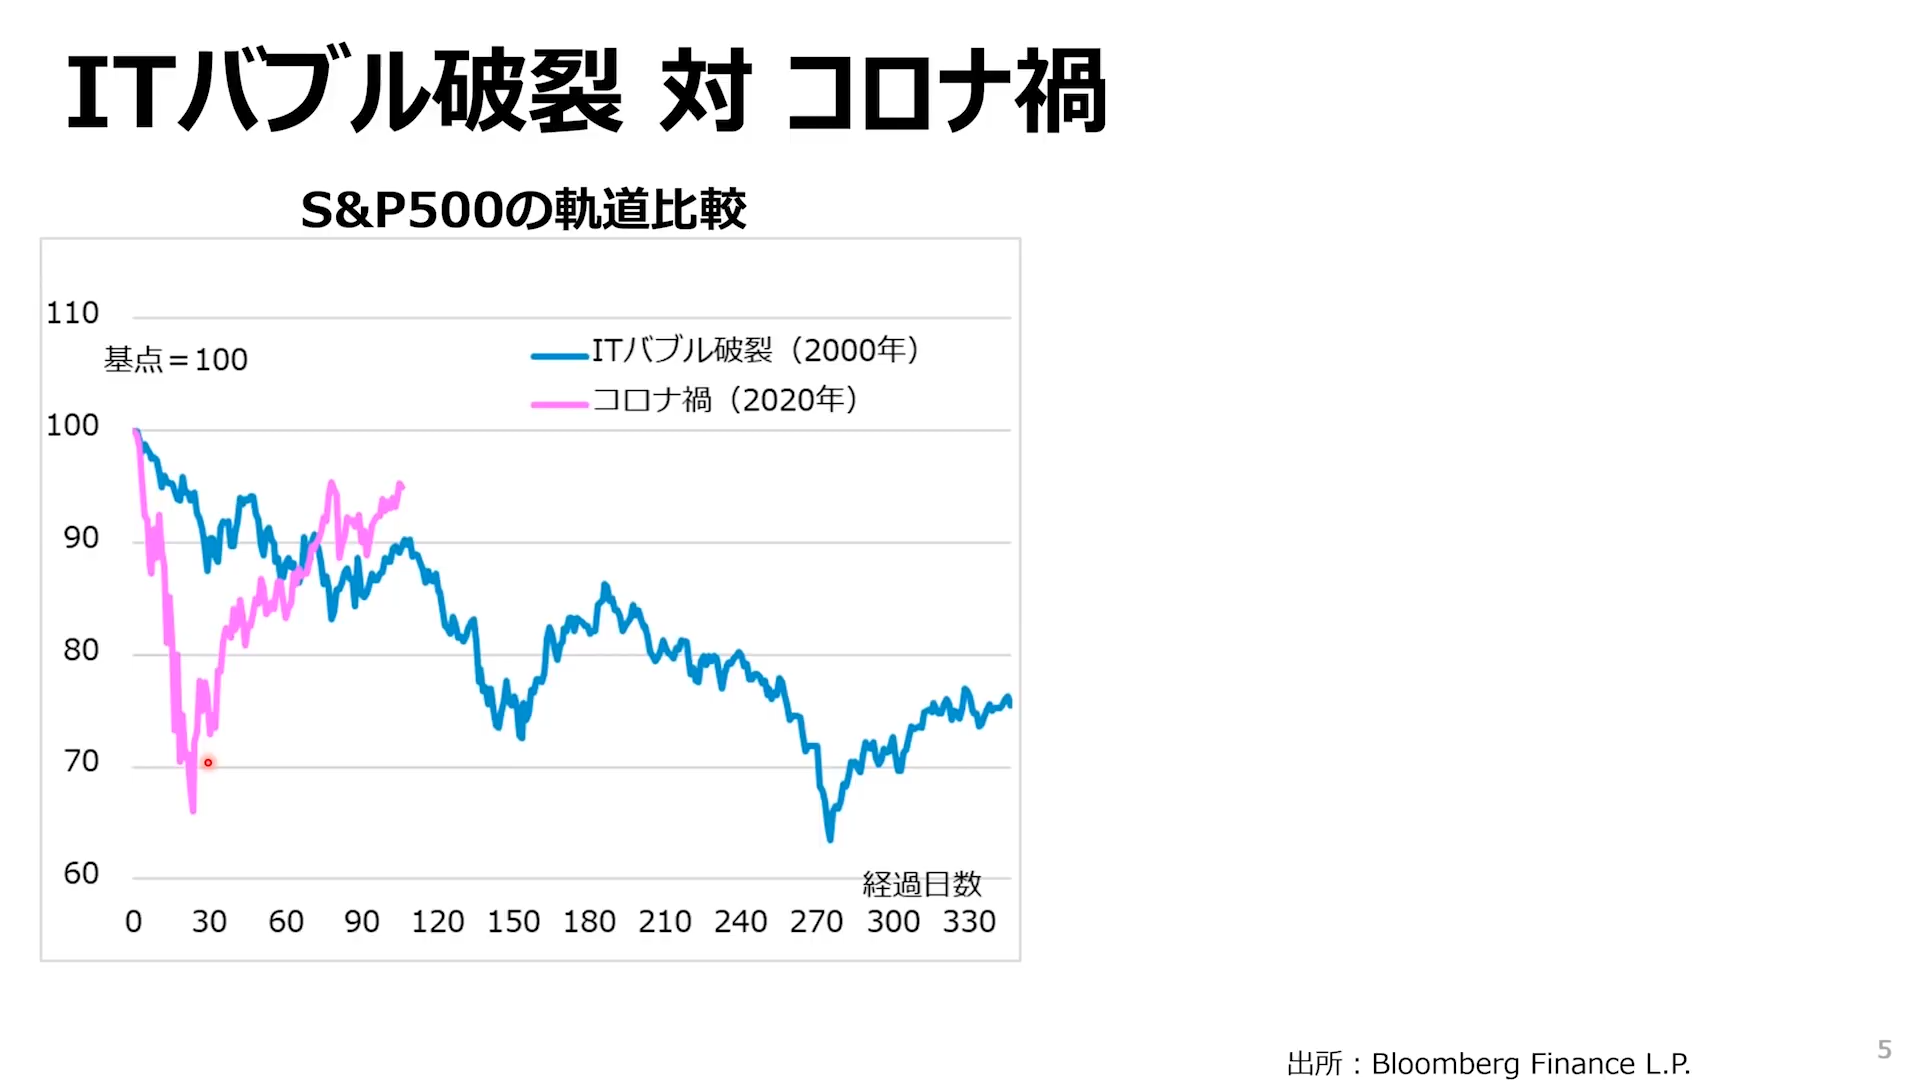 ITバブル破裂 対 コロナ禍
S&P500の軌道比較
110
基点＝100
ITバブル破裂（2000年）
コロナ禍（2020年）
100
90
80
70
60
経過日数
0 30 60 90 120 150 180 210 240 270 300 330
出所：Bloomberg Finance L.P.
5